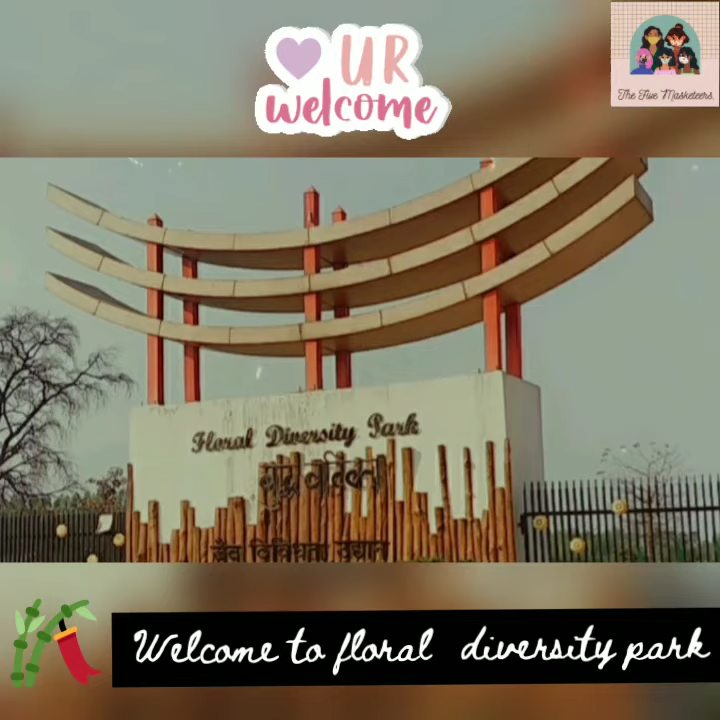 UR
welcome
The Five Masketeers.
Floral Diversity Park
वाटिका
जैव विविधता उद्यान
Welcome to floral diversity park